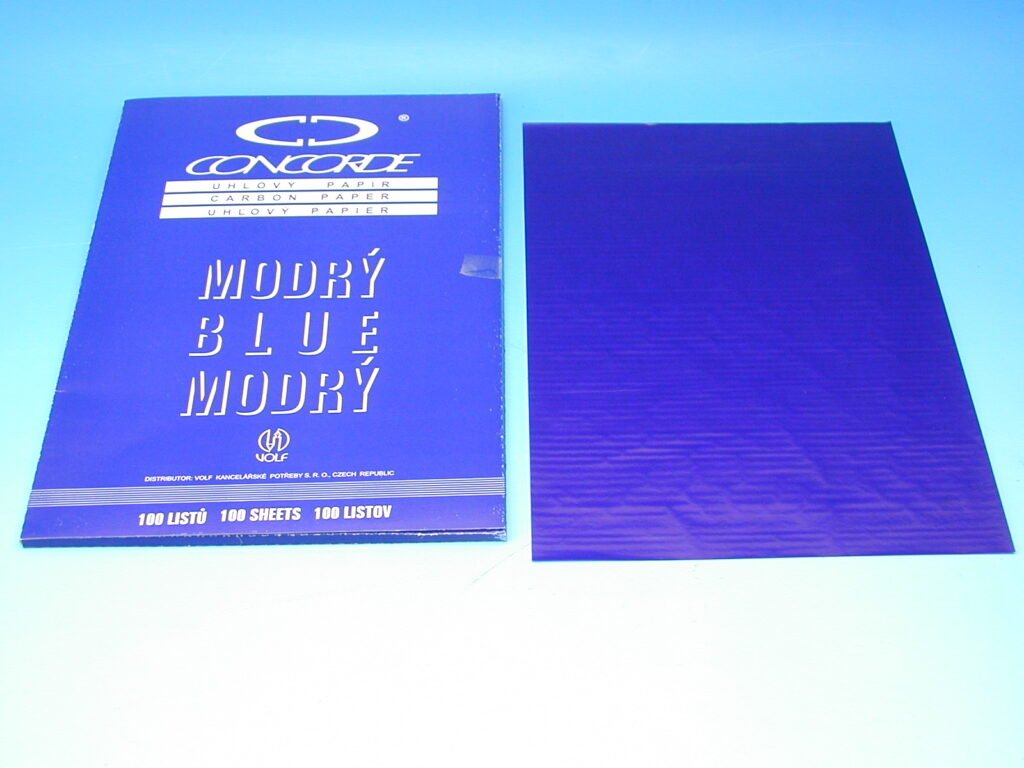 ®
CONCORDE
UHLOVY PAPIR
CARBON PAPER
UHLOVY PAPIER
MODRÝ
BLUE
MODRÝ
VOLF
DISTRIBUTOR: VOLF KANCELÁŘSKÉ POTŘEBY S. R. O., CZECH REPUBLIC
100 LISTŮ 100 SHEETS 100 LISTOV